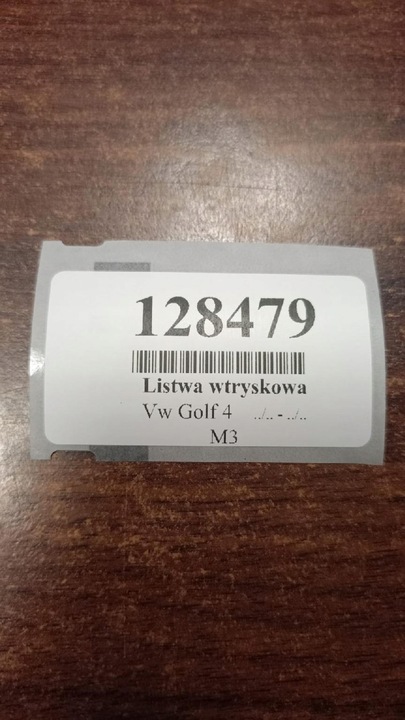 128479
Listwa wtryskowa
Vw Golf 4 ../.. - ../..
M3